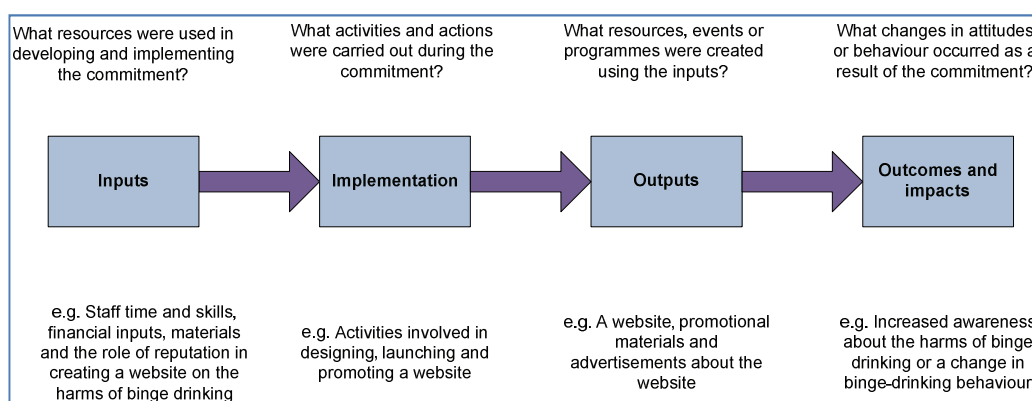 What resources were used in
developing and implementing
the commitment?
What activities and actions
were carried out during the
commitment?
What resources, events or
programmes were created
using the inputs?
What changes in attitudes
or behaviour occurred as a
result of the commitment?
Inputs
Implementation
Outputs
Outcomes and
impacts
e.g. Staff time and skills,
financial inputs, materials
and the role of reputation in
creating a website on the
harms of binge drinking
e.g. Activities involved in
designing, launching and
promoting a website
e.g. A website, promotional
materials and
advertisements about the
website
e.g. Increased awareness
about the harms of binge
drinking or a change in
binge-drinking behaviour